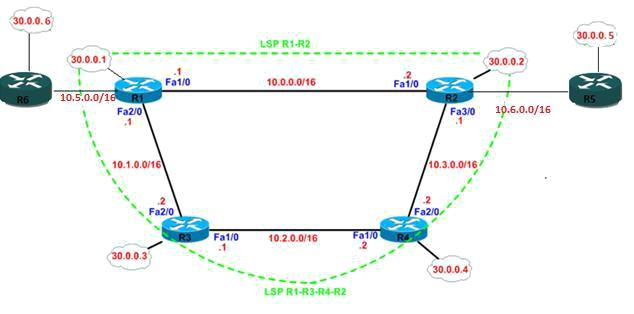 30.0.0.6
LSP R1-R2
30.0.0.5
30.0.0.1
30.0.0.2
.1
Fa1/0
10.0.0.0/16
.2
Fa1/0
R6
10.5.0.0/16
R1
R2
10.6.0.0/16
R5
Fa2/0
.1
Fa3/0
.1
10.1.0.0/16
10.3.0.0/16
.2
Fa2/0
.2
Fa2/0
R3
Fa1/0
.1
10.2.0.0/16
Fa1/0
.2
R4
30.0.0.3
30.0.0.4
LSP R1-R3-R4-R2